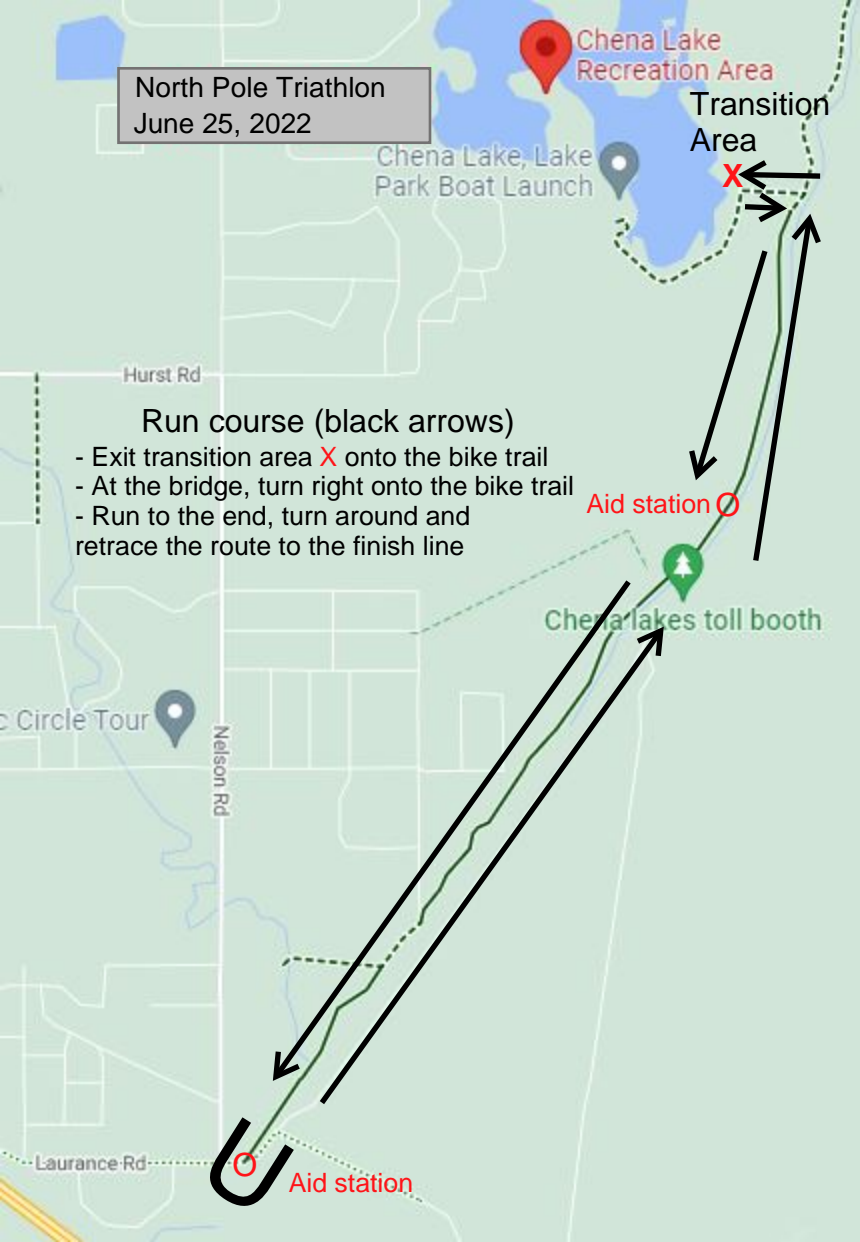 Chena Lake
Recreation Area
North Pole Triathlon
June 25, 2022
Transition
Area
Chena Lake, Lake
Park Boat Launch
X
Hurst Rd
Run course (black arrows)
- Exit transition area X onto the bike trail
- At the bridge, turn right onto the bike trail
- Run to the end, turn around and
retrace the route to the finish line
Aid station O
Chena lakes toll booth
c Circle Tour
Nelson Rd
Laurance Rd
O
Aid station